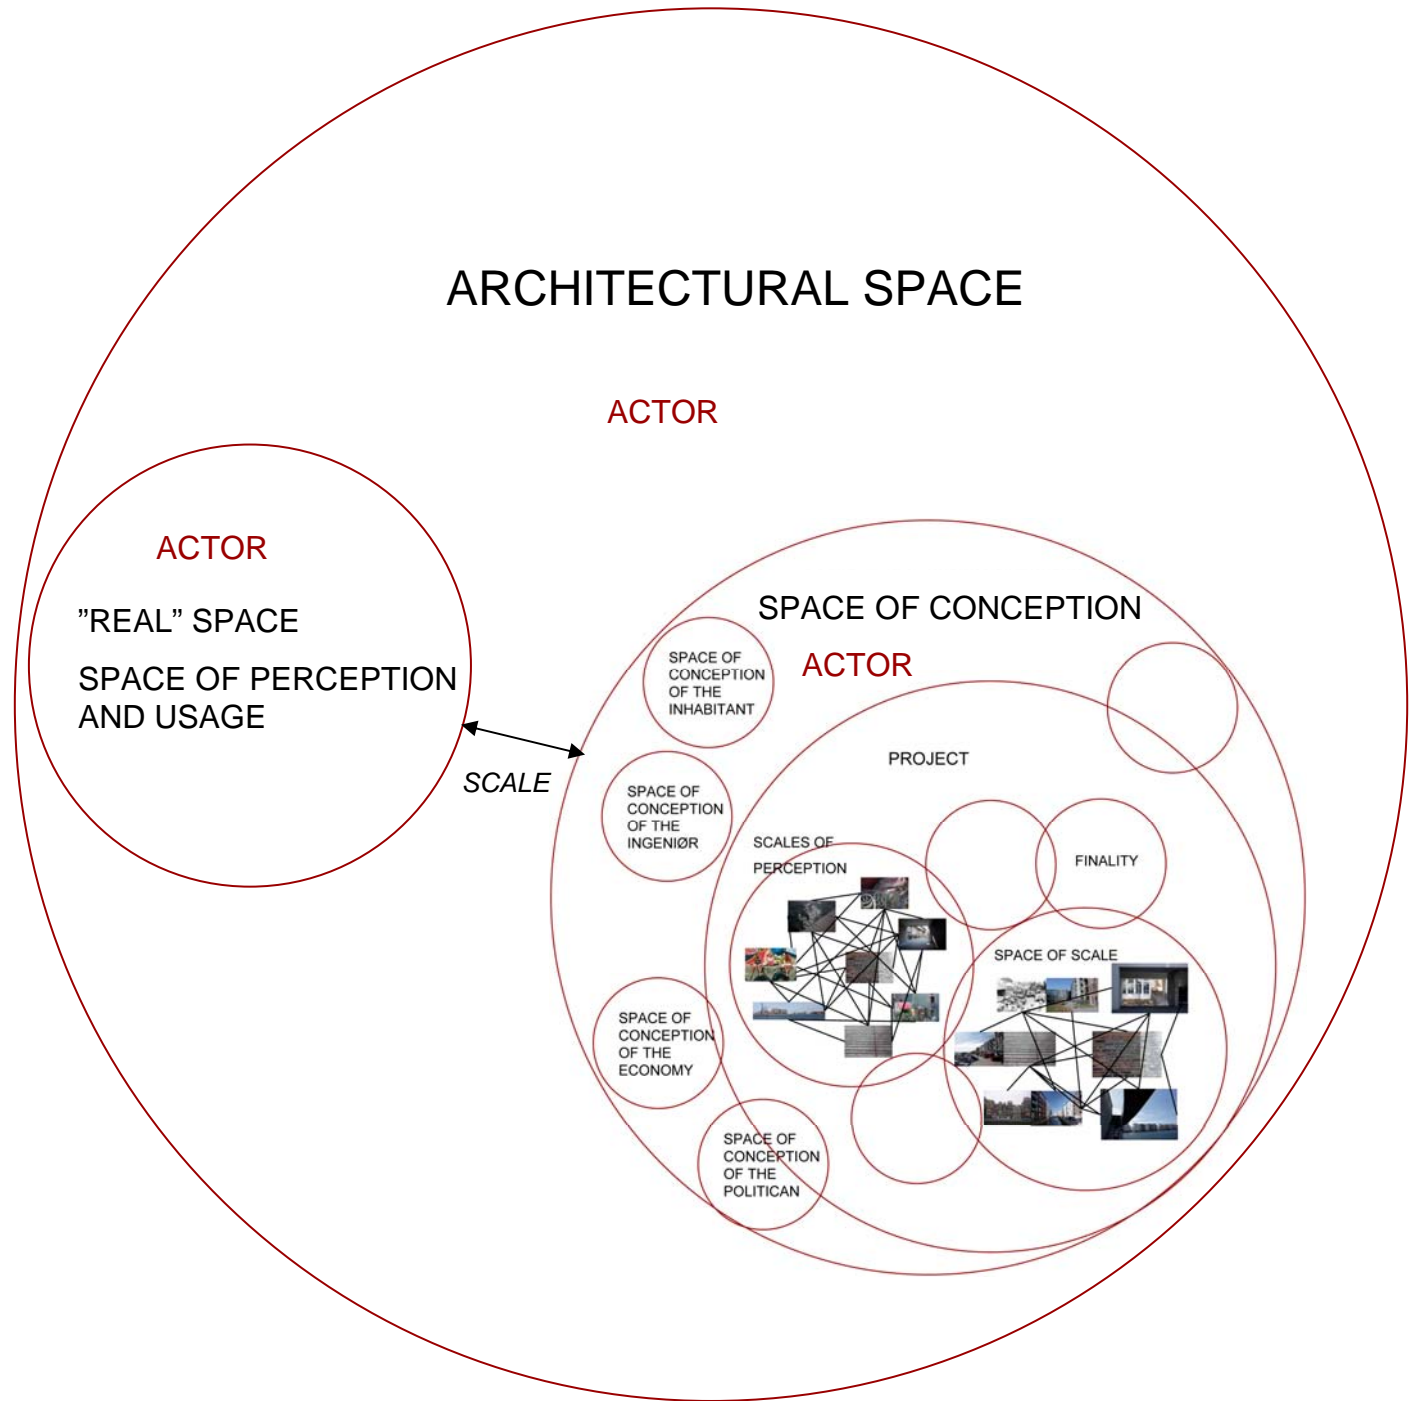 ARCHITECTURAL SPACE
ACTOR
ACTOR
”REAL” SPACE
SPACE OF PERCEPTION
AND USAGE
SCALE
SPACE OF CONCEPTION
ACTOR
SPACE OF
CONCEPTION
OF THE
INHABITANT
SPACE OF
CONCEPTION
OF THE
INGENIØR
SPACE OF
CONCEPTION
OF THE
ECONOMY
SPACE OF
CONCEPTION
OF THE
POLITICAN
PROJECT
SCALES OF
PERCEPTION
FINALITY
SPACE OF SCALE